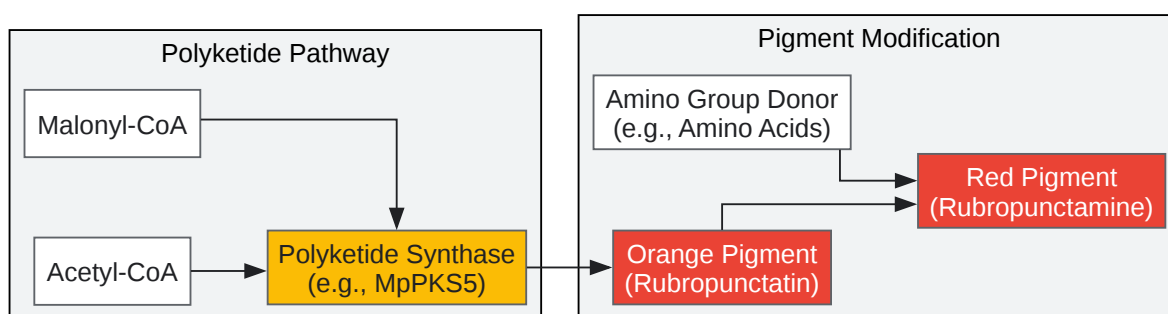 Polyketide Pathway
Malonyl-CoA
Acetyl-CoA
Polyketide Synthase
(e.g., MpPKS5)
Pigment Modification
Amino Group Donor
(e.g., Amino Acids)
Orange Pigment
(Rubropunctatin)
Red Pigment
(Rubropunctamine)